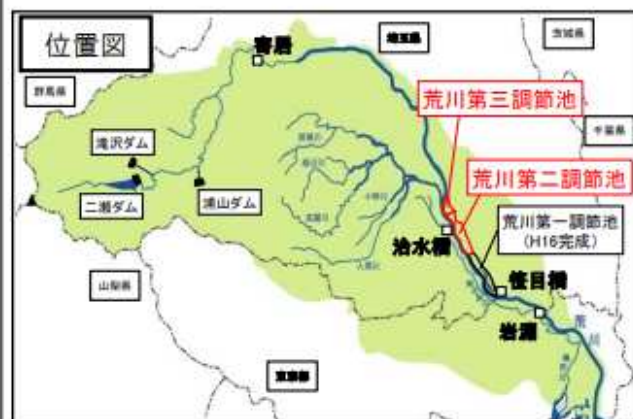 位置図
寄居
埼玉県
茨城県
群馬県
荒川第三調節池
千葉県
滝沢ダム
荒川第二調節池
二瀬ダム
浦山ダム
荒川第一調節池
(H16完成)
治水橋
笹目橋
山梨県
岩淵
荒川
東京都